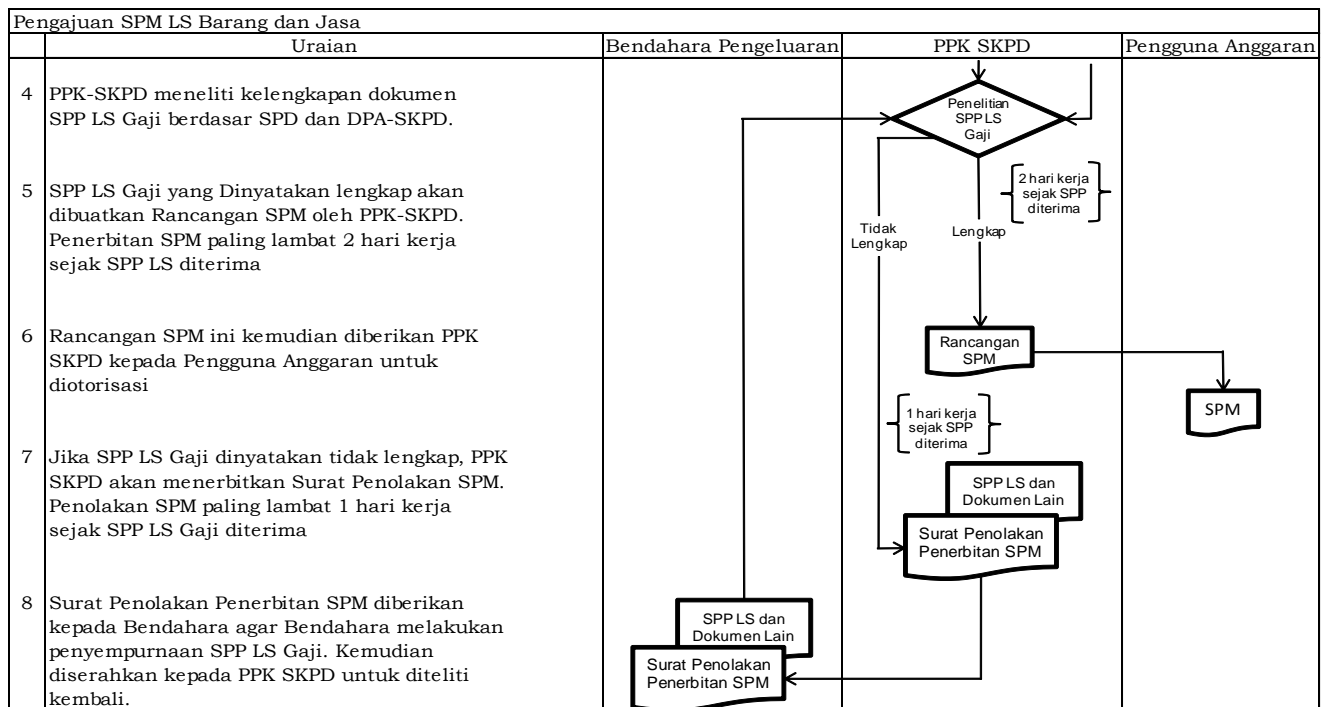 Pengajuan SPM LS Barang dan Jasa
Uraian
Bendahara Pengeluaran
PPK SKPD
Pengguna Anggaran
4 PPK-SKPD meneliti kelengkapan dokumen
SPP LS Gaji berdasar SPD dan DPA-SKPD.
Penelitian
SPP LS
Gaji
5 SPP LS Gaji yang Dinyatakan lengkap akan
dibuatkan Rancangan SPM oleh PPK-SKPD.
Penerbitan SPM paling lambat 2 hari kerja
sejak SPP LS diterima
2 hari kerja
sejak SPP
diterima
Tidak
Lengkap
Lengkap
6 Rancangan SPM ini kemudian diberikan PPK
SKPD kepada Pengguna Anggaran untuk
diotorisasi
Rancangan
SPM
SPM
1 hari kerja
sejak SPP
diterima
7 Jika SPP LS Gaji dinyatakan tidak lengkap, PPK
SKPD akan menerbitkan Surat Penolakan SPM.
Penolakan SPM paling lambat 1 hari kerja
sejak SPP LS Gaji diterima
SPP LS dan
Dokumen Lain
Surat Penolakan
Penerbitan SPM
8 Surat Penolakan Penerbitan SPM diberikan
kepada Bendahara agar Bendahara melakukan
penyempurnaan SPP LS Gaji. Kemudian
diserahkan kepada PPK SKPD untuk diteliti
kembali.
SPP LS dan
Dokumen Lain
Surat Penolakan
Penerbitan SPM